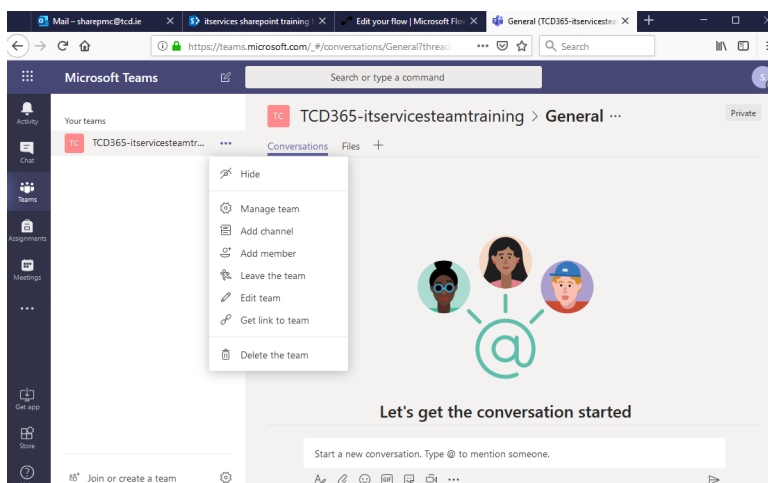 Mail – sharepmc@tcd.ie
itservices sharepoint training
Edit your flow | Microsoft Flow
General (TCD365-itservicestea
https://teams.microsoft.com/_#/conversations/General?thread
Search
Microsoft Teams
Search or type a command
S
Activity
Chat
Teams
Assignments
Meetings
Get app
Store
Your teams
TC
TCD365-itservicesteamtr...
Hide
Manage team
Add channel
Add member
Leave the team
Edit team
Get link to team
Delete the team
Join or create a team
TC
TCD365-itservicesteamtraining > General ...
Private
Conversations
Files
@
Let's get the conversation started
Start a new conversation. Type @ to mention someone.
GIF